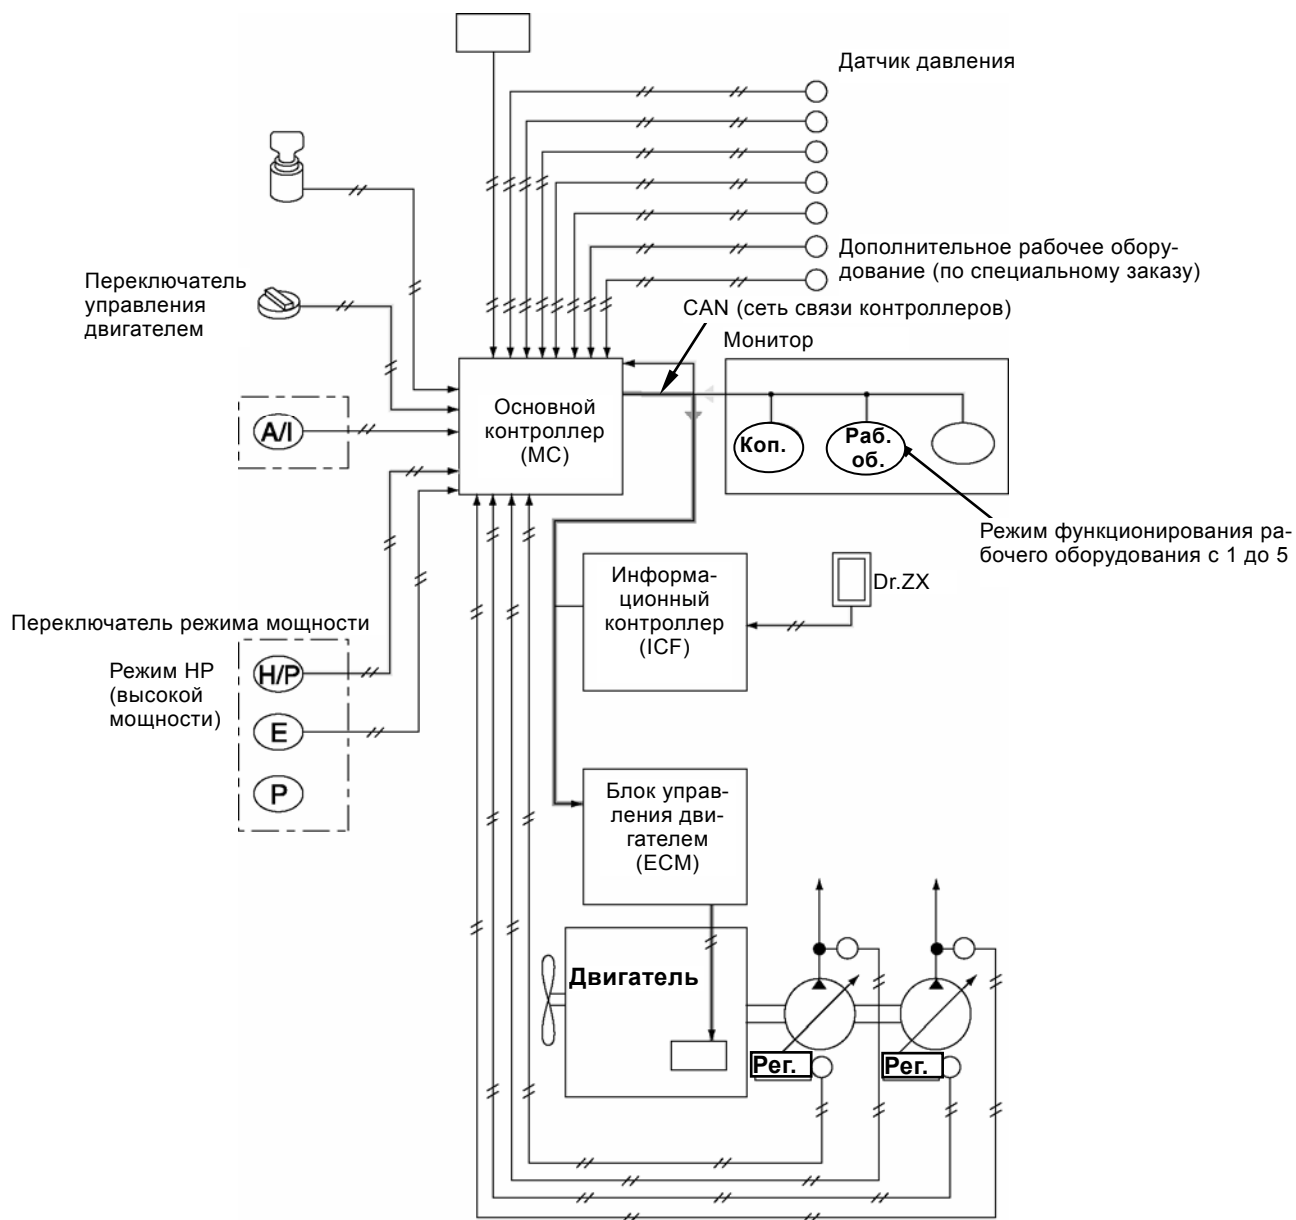 Датчик давления
Дополнительное рабочее обору-
дование (по специальному заказу)
CAN (сеть связи контроллеров)
Монитор
Переключатель
управления
двигателем
Основной
контроллер
(MC)
A/I
Коп.
Раб.
об.
Режим функционирования ра-
бочего оборудования с 1 до 5
Информа-
ционный
контроллер
(ICF)
Dr.ZX
Переключатель режима мощности
Режим HP
(высокой
мощности)
H/P
E
P
Блок управ-
ления дви-
гателем
(ECM)
Двигатель
Рег.
Рег.